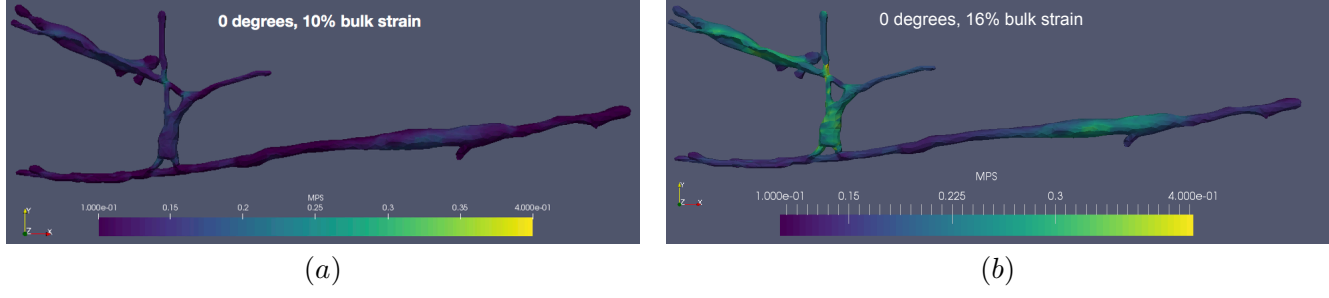 0 degrees, 10% bulk strain
MPS
1.000e-01 0.15 0.2 0.25 0.3 0.35 4.000e-01
Y
Z X
(a)
0 degrees, 16% bulk strain
MPS
1.000e-01 0.15 0.225 0.3 4.000e-01
Y
Z X
(b)